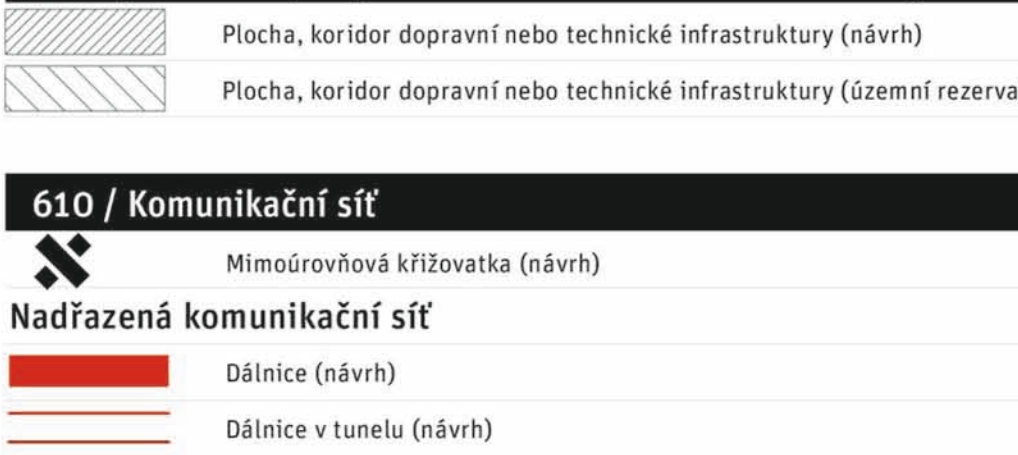 Plocha, koridor dopravní nebo technické infrastruktury (návrh)
Plocha, koridor dopravní nebo technické infrastruktury (územní rezerva
610 / Komunikační síť
Mimoúrovňová křižovatka (návrh)
Nadřazená komunikační síť
Dálnice (návrh)
Dálnice v tunelu (návrh)